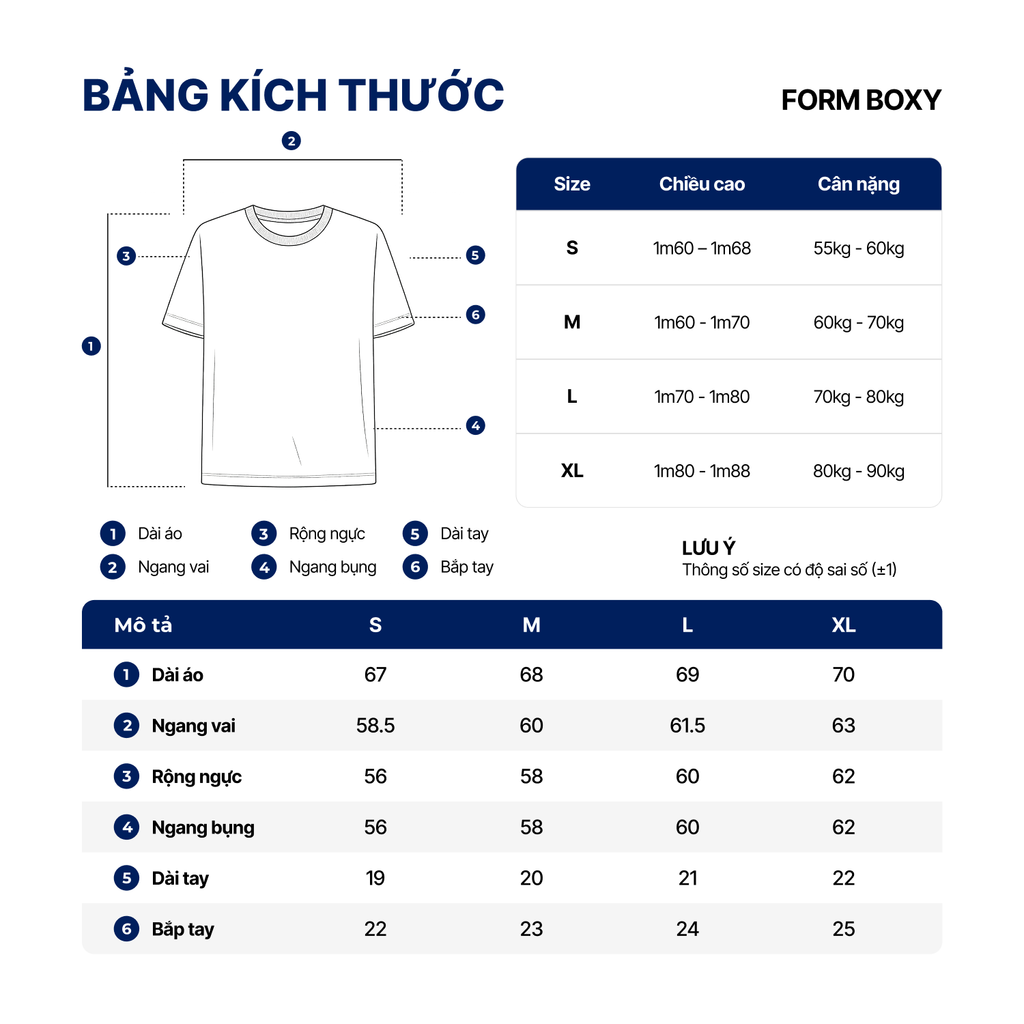 BẢNG KÍCH THƯỚC
FORM BOXY
2
3
5
6
1
4
Size Chiều cao Cân nặng
S 1m60 – 1m68 55kg - 60kg
M 1m60 - 1m70 60kg - 70kg
L 1m70 - 1m80 70kg - 80kg
XL 1m80 - 1m88 80kg - 90kg
1 Dài áo 3 Rộng ngực 5 Dài tay
2 Ngang vai 4 Ngang bụng 6 Bắp tay
LƯU Ý
Thông số size có độ sai số (±1)
Mô tả S M L XL
1 Dài áo 67 68 69 70
2 Ngang vai 58.5 60 61.5 63
3 Rộng ngực 56 58 60 62
4 Ngang bụng 56 58 60 62
5 Dài tay 19 20 21 22
6 Bắp tay 22 23 24 25